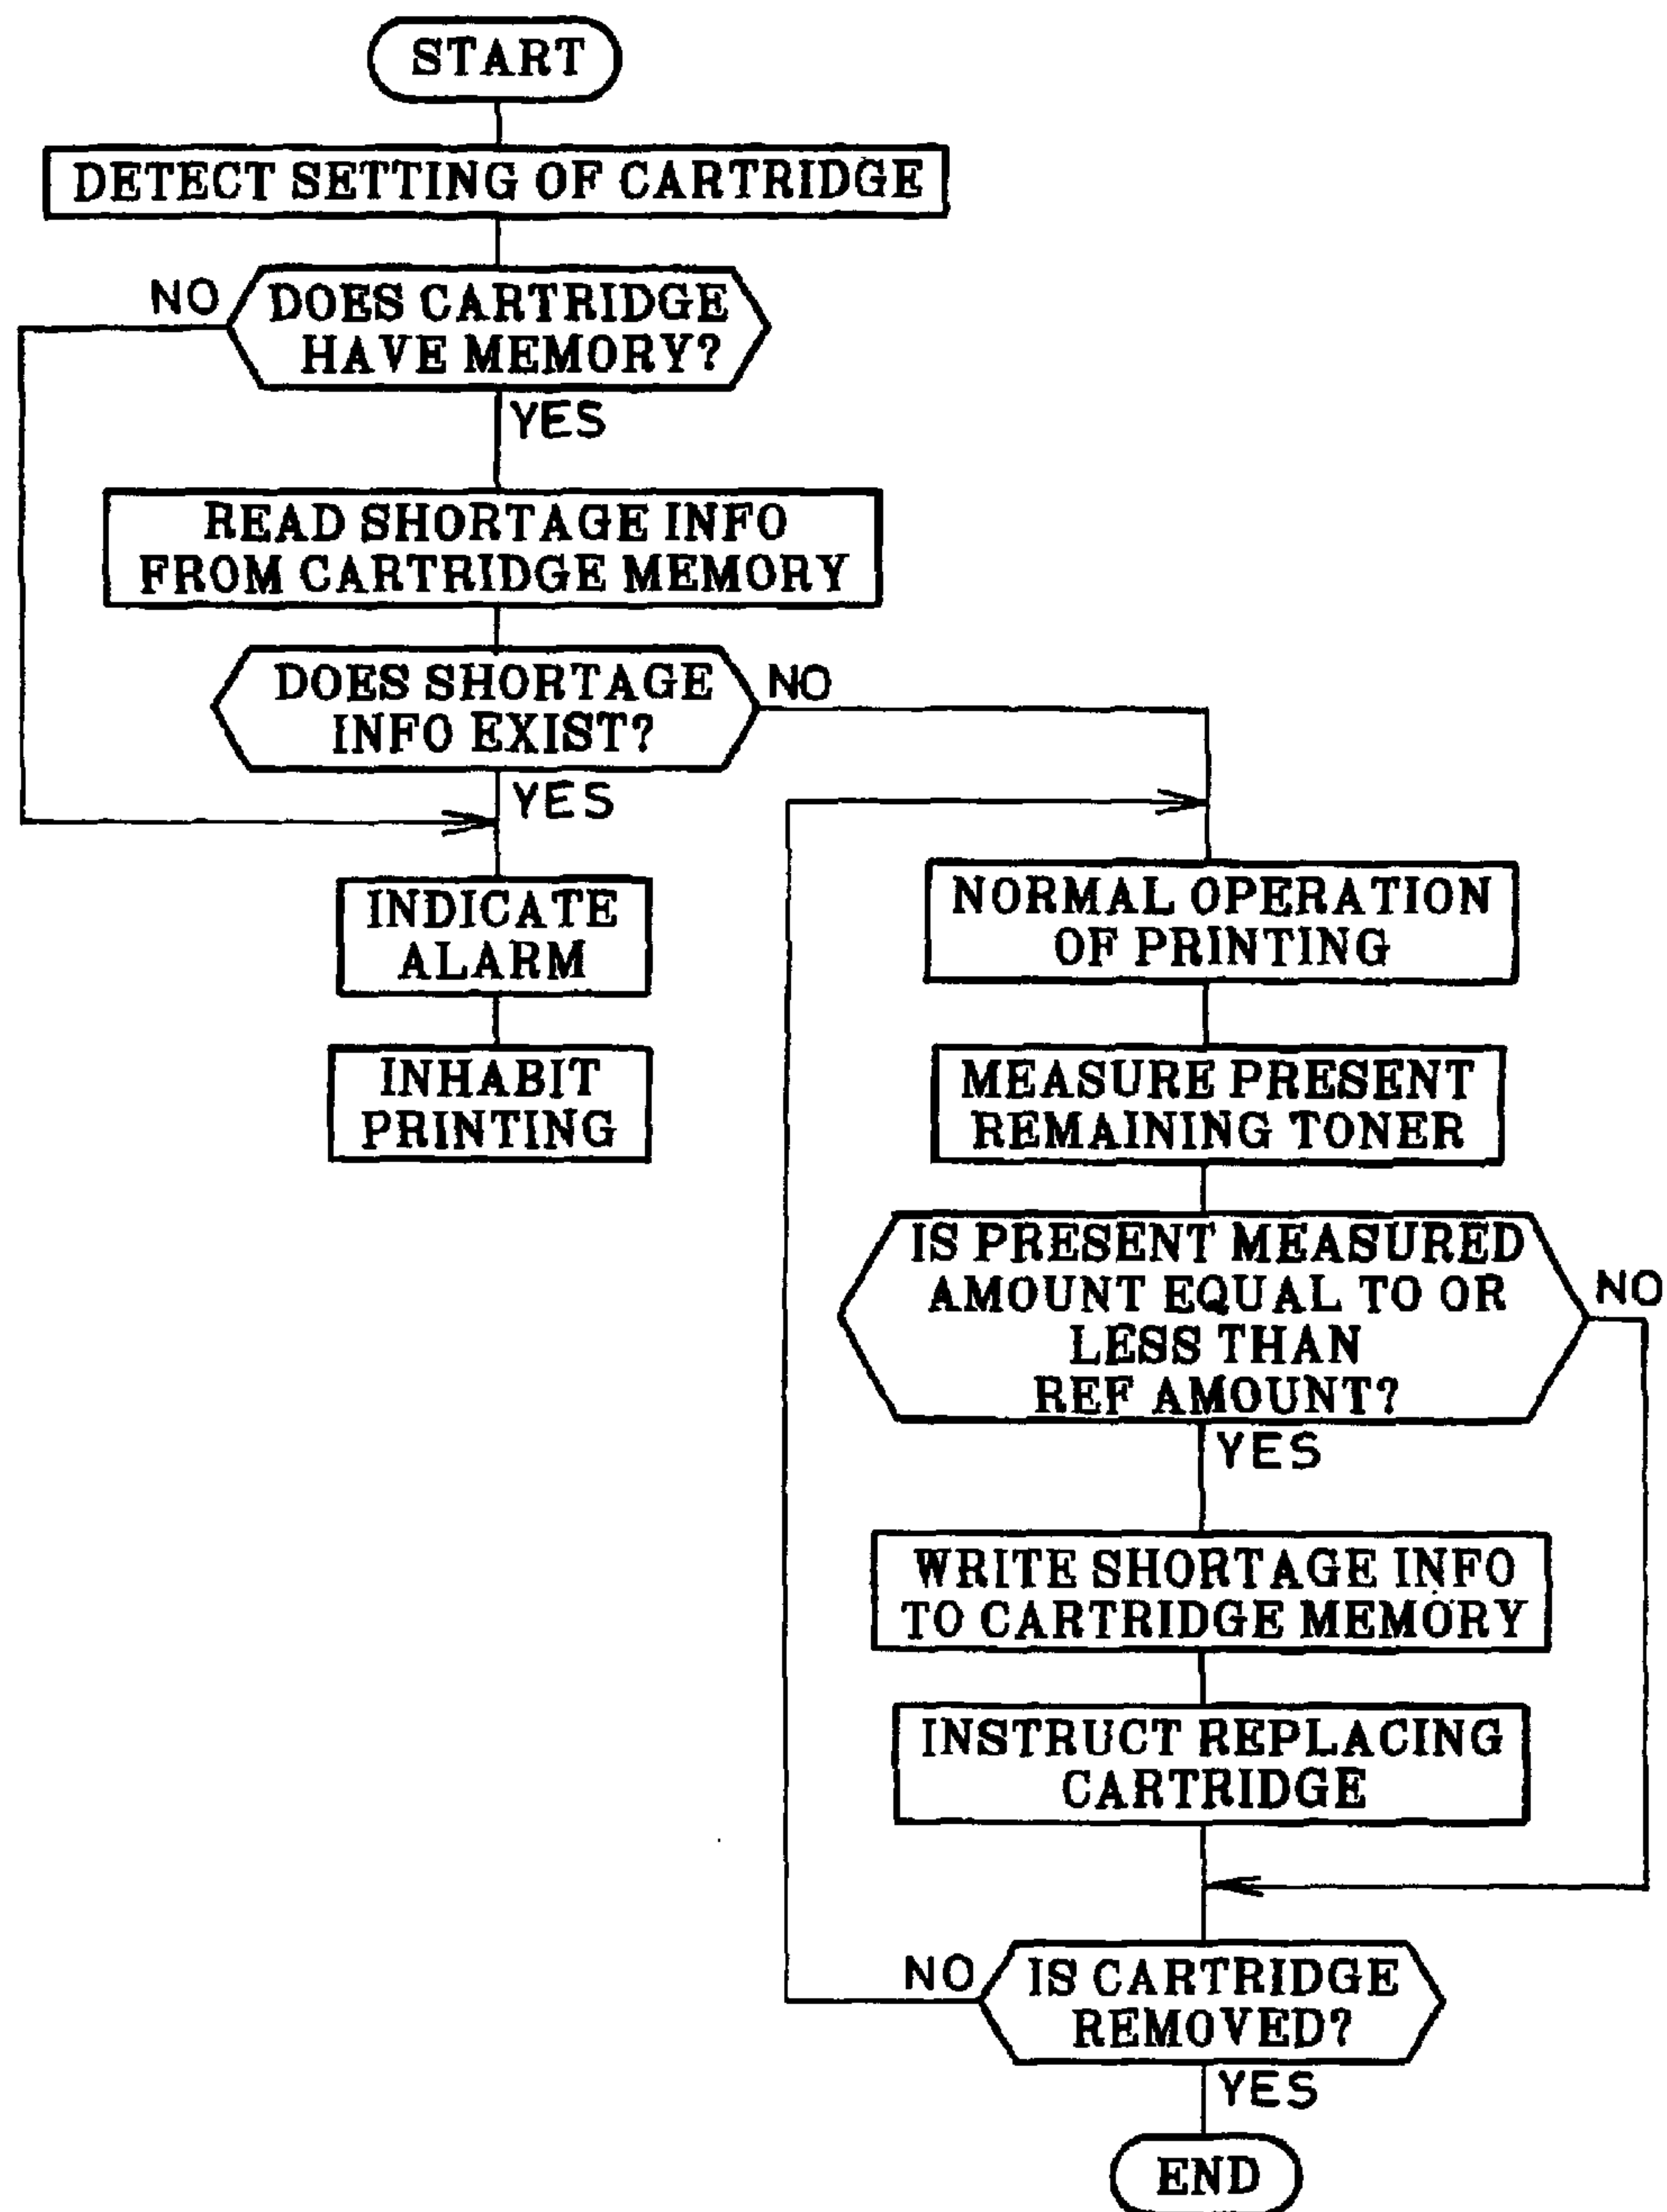 START
DETECT SETTING OF CARTRIDGE
NO
DOES CARTRIDGE
HAVE MEMORY?
YES
READ SHORTAGE INFO
FROM CARTRIDGE MEMORY
DOES SHORTAGE
INFO EXIST?
NO
YES
INDICATE
ALARM
INHABIT
PRINTING
NORMAL OPERATION
OF PRINTING
MEASURE PRESENT
REMAINING TONER
IS PRESENT MEASURED
AMOUNT EQUAL TO OR
LESS THAN
REF AMOUNT?
NO
YES
WRITE SHORTAGE INFO
TO CARTRIDGE MEMORY
INSTRUCT REPLACING
CARTRIDGE
NO
IS CARTRIDGE
REMOVED?
YES
END